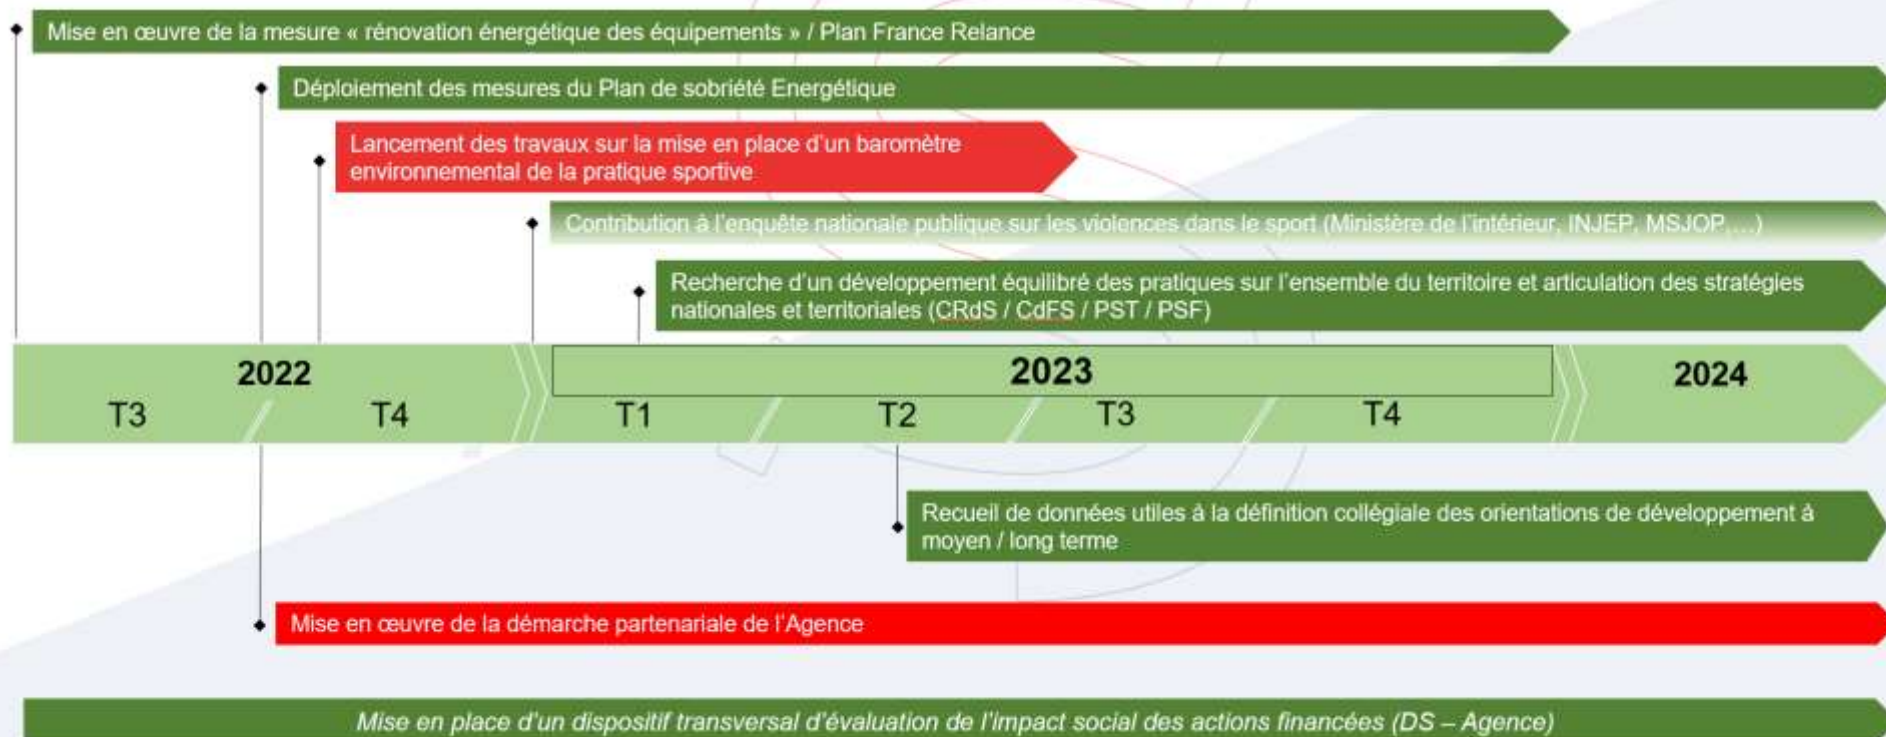 Mise en œuvre de la mesure « rénovation énergétique des équipements » / Plan France Relance
Déploiement des mesures du Plan de sobriété Energétique
Lancement des travaux sur la mise en place d'un baromètre
environnemental de la pratique sportive
Contribution à l'enquête nationale publique sur les violences dans le sport (Ministère de l'intérieur, INJEP, MSJOP,…)
Recherche d'un développement équilibré des pratiques sur l'ensemble du territoire et articulation des stratégies
nationales et territoriales (CRdS / CdFS / PST / PSF)
2022 2023 2024
T3 T4 T1 T2 T3 T4
Recueil de données utiles à la définition collégiale des orientations de développement à
moyen / long terme
Mise en œuvre de la démarche partenariale de l'Agence
Mise en place d'un dispositif transversal d'évaluation de l'impact social des actions financées (DS – Agence)